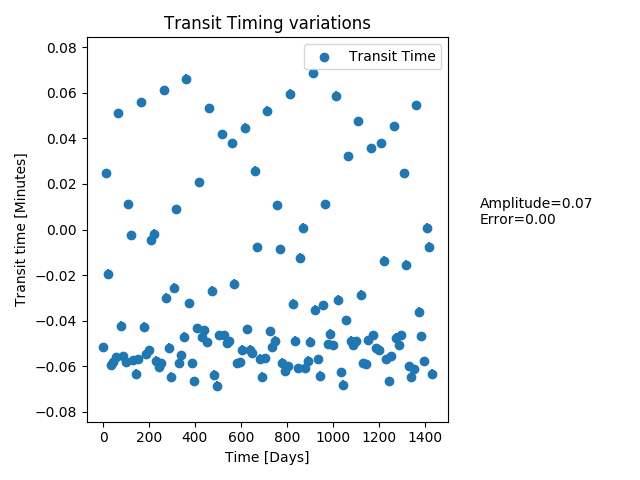 Transit Timing variations
Transit Time
0.08
0.06
0.04
0.02
0.00
−0.02
−0.04
−0.06
−0.08
Transit time [Minutes]
0 200 400 600 800 1000 1200 1400
Time [Days]
Amplitude=0.07
Error=0.00